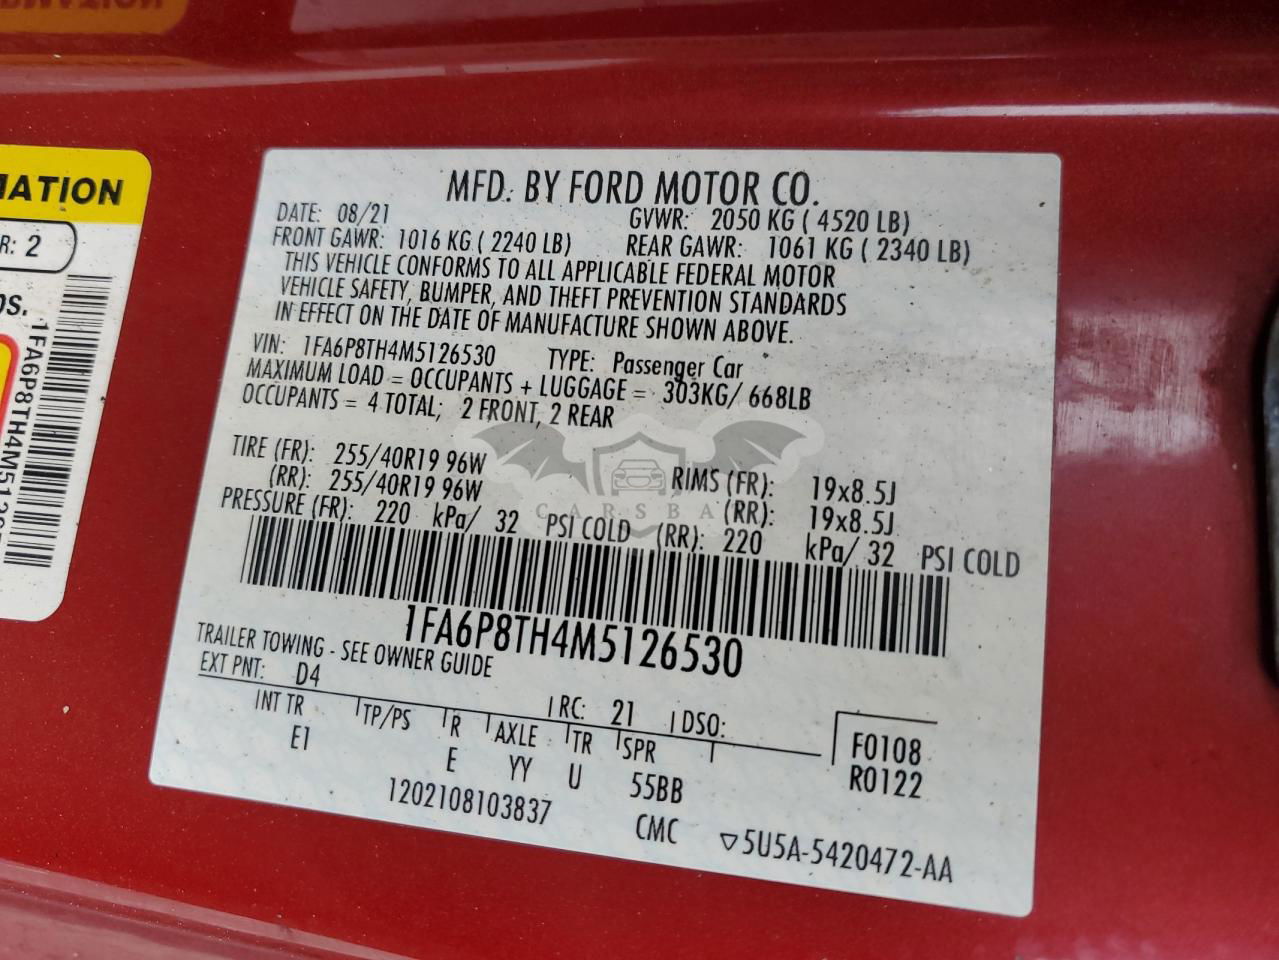 MATION
R: 2
OS.
1FA6P8TH4M5126
MFD. BY FORD MOTOR CO.
DATE: 08/21 GVWR: 2050 KG ( 4520 LB)
FRONT GAWR: 1016 KG ( 2240 LB) REAR GAWR: 1061 KG ( 2340 LB)
THIS VEHICLE CONFORMS TO ALL APPLICABLE FEDERAL MOTOR
VEHICLE SAFETY, BUMPER, AND THEFT PREVENTION STANDARDS
IN EFFECT ON THE DATE OF MANUFACTURE SHOWN ABOVE.
VIN: 1FA6P8TH4M5126530 TYPE: Passenger Car
MAXIMUM LOAD = OCCUPANTS + LUGGAGE = 303KG/ 668LB
OCCUPANTS = 4 TOTAL; 2 FRONT, 2 REAR
TIRE (FR): 255/40R19 96W RIMS (FR): 19x8.5J
(RR): 255/40R19 96W (RR): 19x8.5J
PRESSURE (FR): 220 kPa/ 32 PSI COLD (RR): 220 kPa/ 32 PSI COLD
CARSBA
1FA6P8TH4M5126530
TRAILER TOWING - SEE OWNER GUIDE
EXT PNT: D4 RC: 21 DSO:
INT TR TP/PS R AXLE TR SPR F0108
E1 E YY U 55BB R0122
1202108103837 CMC ▽5U5A-5420472-AA